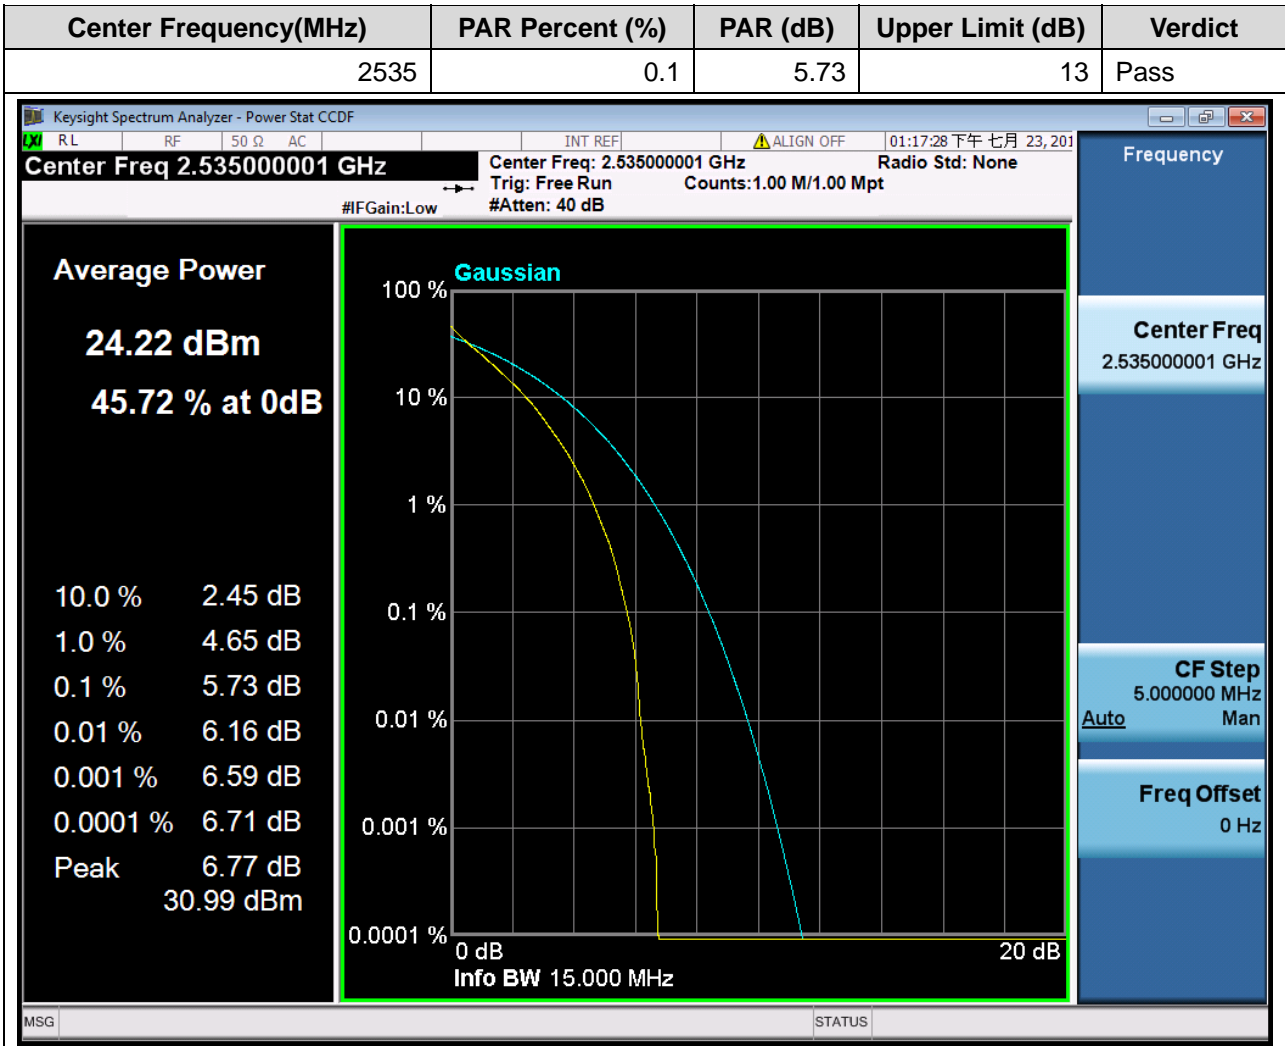 Center Frequency(MHz) PAR Percent (%) PAR (dB) Upper Limit (dB) Verdict
2535 0.1 5.73 13 Pass
Keysight Spectrum Analyzer - Power Stat CCDF
LXI RL RF 50 Ω AC INT REF ALIGN OFF 01:17:28 下午 七月 23, 201
Center Freq 2.535000001 GHz
Center Freq: 2.535000001 GHz Radio Std: None
Trig: Free Run Counts:1.00 M/1.00 Mpt
#IFGain:Low #Atten: 40 dB
Frequency
Average Power
24.22 dBm
45.72 % at 0dB
10.0 % 2.45 dB
1.0 % 4.65 dB
0.1 % 5.73 dB
0.01 % 6.16 dB
0.001 % 6.59 dB
0.0001 % 6.71 dB
Peak 6.77 dB
30.99 dBm
Gaussian
100 %
10 %
1 %
0.1 %
0.01 %
0.001 %
0.0001 %
0 dB 20 dB
Info BW 15.000 MHz
Center Freq
2.535000001 GHz
CF Step
5.000000 MHz
Auto Man
Freq Offset
0 Hz
MSG STATUS